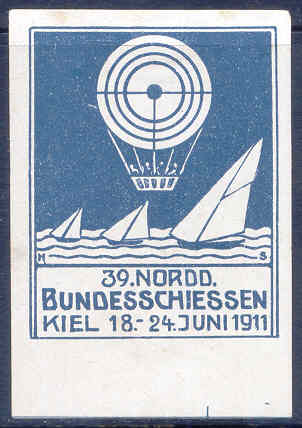 H S
39. NORDD.
BUNDESSCHIESSEN
KIEL 18.-24. JUNI 1911